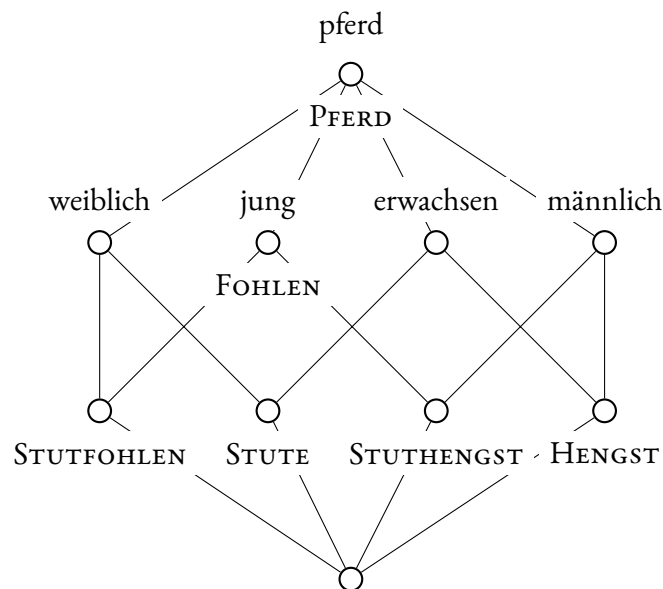 pferd
PFERD
weiblich jung erwachsen männlich
FOHLEN
STUTFOHLEN STUTE STUTHENGST HENGST